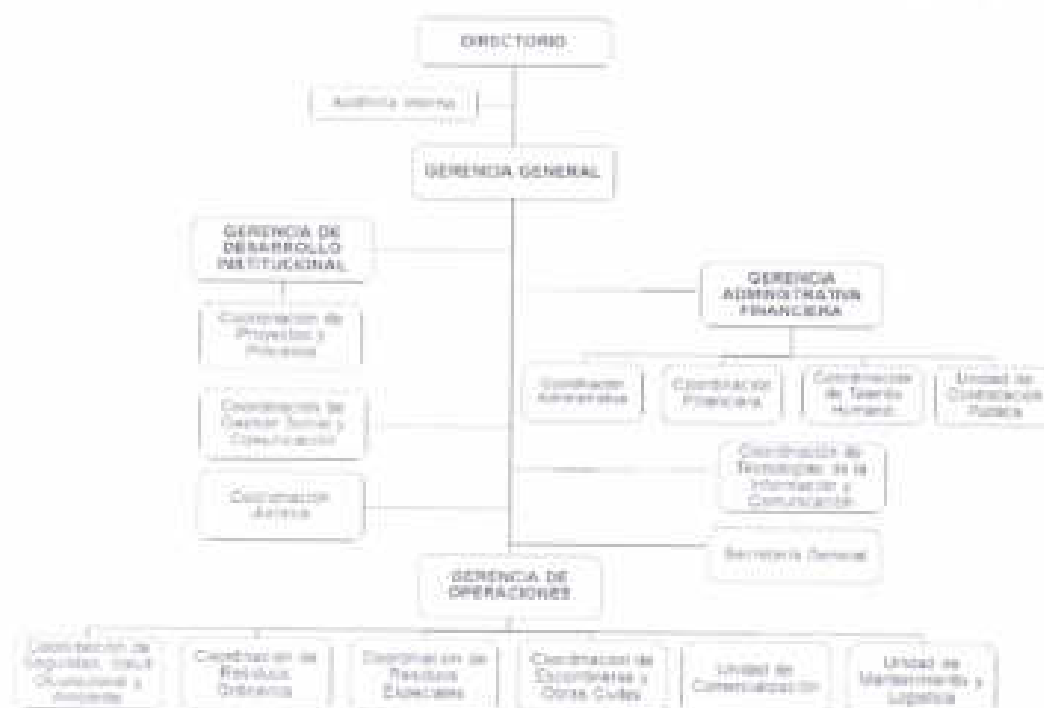 DIRECTORIO
Auditoría Interna
GERENCIA GENERAL
GERENCIA DE
DESARROLLO
INSTITUCIONAL
GERENCIA
ADMINISTRATIVA
FINANCIERA
Coordinación de
Proyectos y
Procesos
Coordinación
Administrativa
Coordinación
Financiera
Coordinación
de Talento
Humano
Unidad de
Contratación
Pública
Coordinación de
Gestión Social y
Comunicación
Coordinación de
Tecnologías de la
Información y
Comunicación
Coordinación
Jurídica
Secretaría General
GERENCIA DE
OPERACIONES
Coordinación de
Seguridad, Salud
Ocupacional y
Ambiente
Coordinación de
Residuos
Ordinarios
Coordinación de
Residuos
Especiales
Coordinación de
Escombreras y
Obras Civiles
Unidad de
Comercialización
Unidad de
Mantenimiento y
Logística